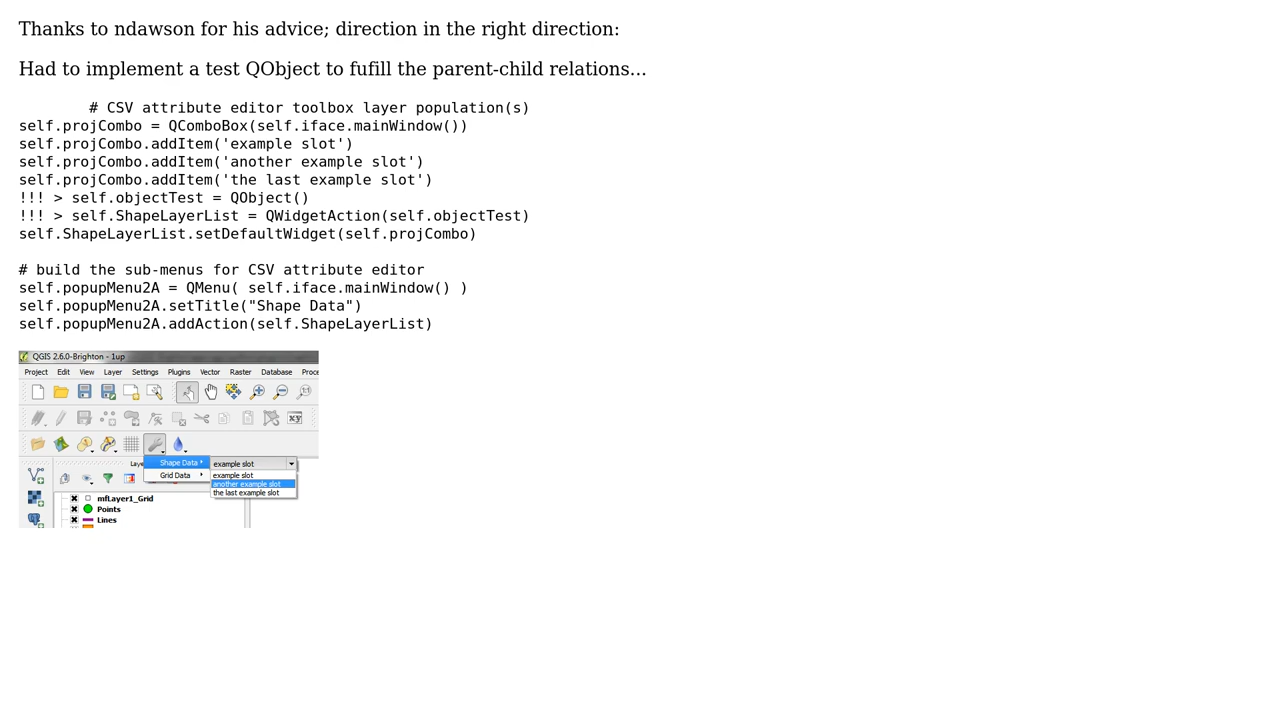 Thanks to ndawson for his advice; direction in the right direction:
Had to implement a test QObject to fufill the parent-child relations...
# CSV attribute editor toolbox layer population(s)
self.projCombo = QComboBox(self.iface.mainWindow())
self.projCombo.addItem('example slot')
self.projCombo.addItem('another example slot')
self.projCombo.addItem('the last example slot')
!!! > self.objectTest = QObject()
!!! > self.ShapeLayerList = QWidgetAction(self.objectTest)
self.ShapeLayerList.setDefaultWidget(self.projCombo)
# build the sub-menus for CSV attribute editor
self.popupMenu2A = QMenu( self.iface.mainWindow() )
self.popupMenu2A.setTitle("Shape Data")
self.popupMenu2A.addAction(self.ShapeLayerList)
QGIS 2.6.0-Brighton - 1up
Project Edit View Layer Settings Plugins Vector Raster Database Proce
Laye Shape Data example slot
Grid Data example slot
another example slot
the last example slot
mfLayer1_Grid
Points
Lines